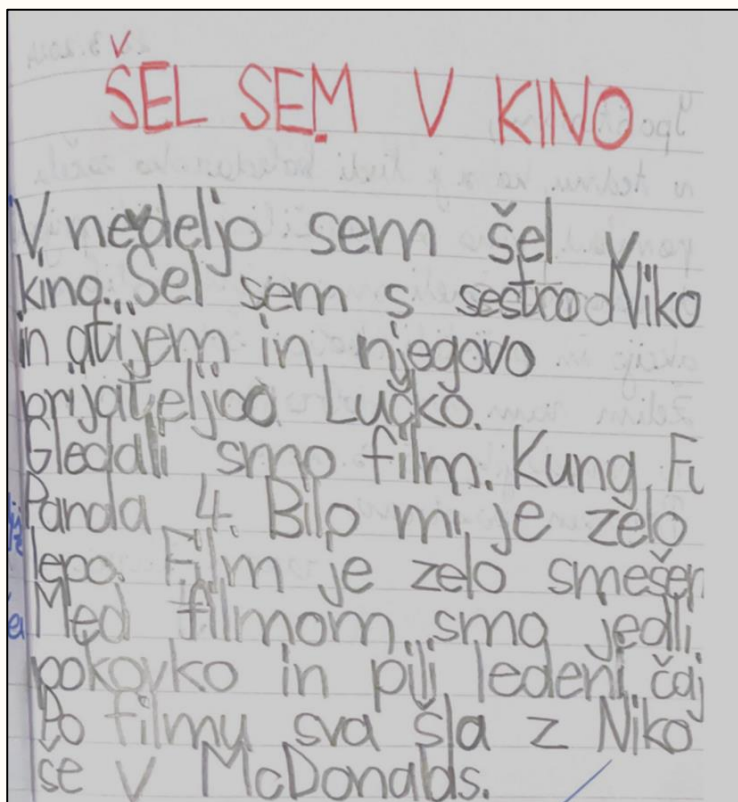 ŠEL SEM V KINO
V nedeljo sem šel v
kino. Šel sem s sestro Niko
in atijem in njegovo
prijateljico Lučko.
Gledali smo film. Kung Fu
Panda 4. Bilo mi je zelo
lepo. Film je zelo smešen
Med filmom smo jedli
pokovko in pili ledeni čaj
Po filmu sva šla z Niko
še v McDonalds.